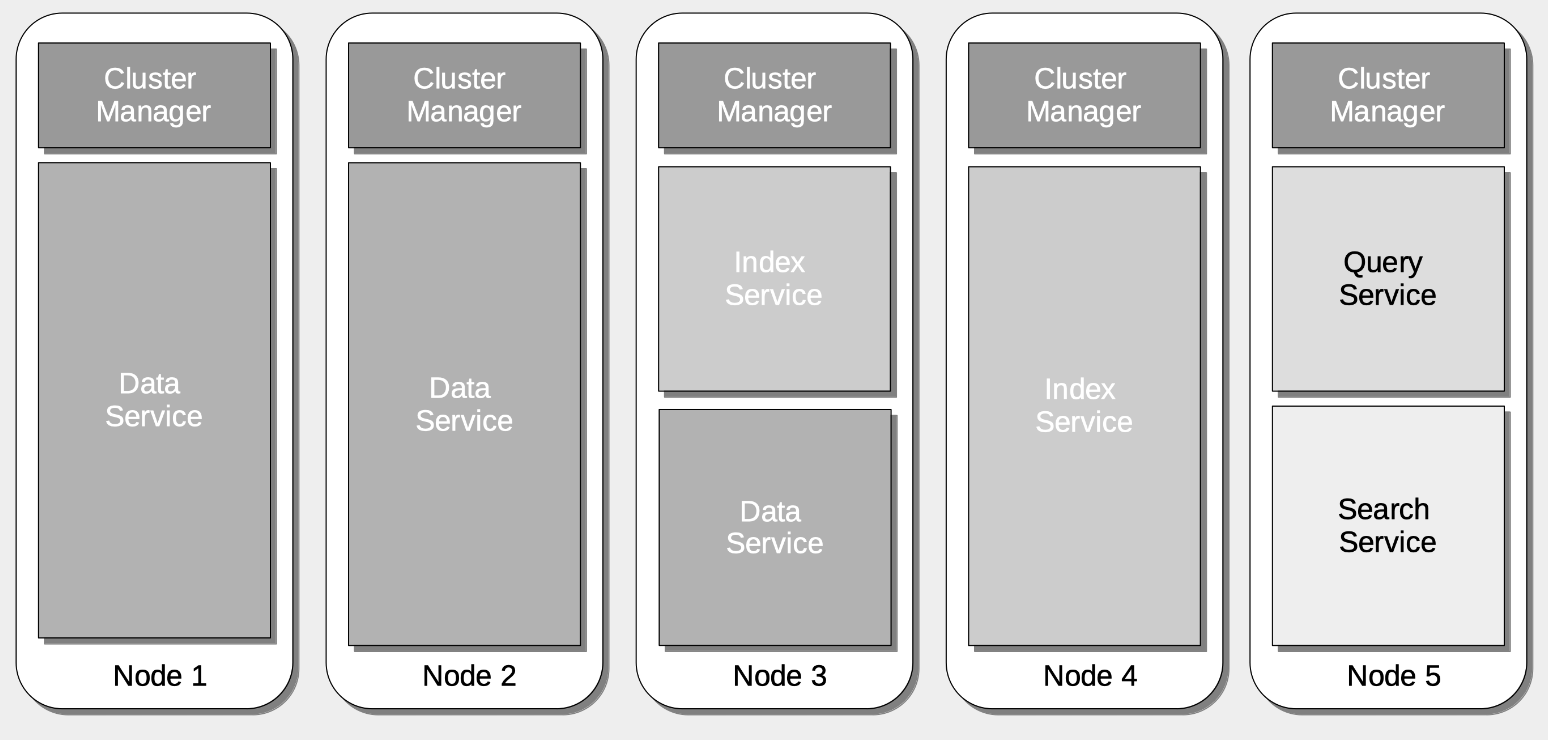 Cluster
Manager
Data
Service
Node 1
Cluster
Manager
Data
Service
Node 2
Cluster
Manager
Index
Service
Data
Service
Node 3
Cluster
Manager
Index
Service
Node 4
Cluster
Manager
Query
Service
Search
Service
Node 5